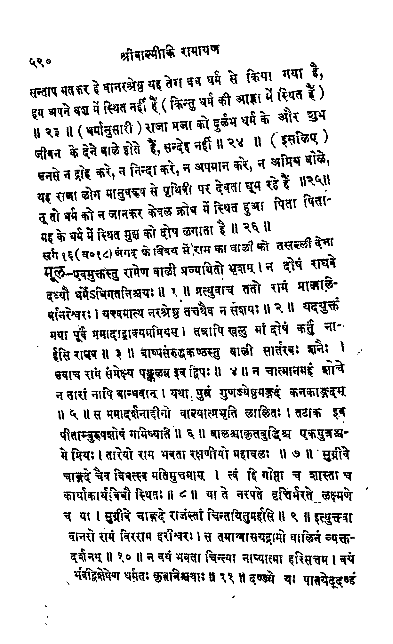 ५९० श्रीवाल्मीकि रामायण
सन्ताप मतकर हे वानरश्रेष्ठ यह तेरा वध धर्म से किया गया है,
हम अपने वश में स्थित नहीं हैं (किन्तु धर्म की आज्ञा में स्थित हैं)
॥ २३ ॥ (धर्मानुसारी) राजा प्रजा को दुर्लभ धर्म के और शुभ
जीवन के देने वाले होते हैं, सन्देह नहीं ॥ २४ ॥ (इसलिए)
उनसे न द्रोह करे, न निन्दा करे, न अपमान करे, न अप्रिय बोले,
यह राजा लोग मानुषरूप से पृथिवी पर देवता घूम रहे हैं ॥२५॥
तू तो धर्म को न जानकर केवल क्रोध में स्थित हुआ पिता पिता-
मह के धर्म में स्थित मुझ को दोष लगाता है ॥ २६ ॥
सर्ग १६ (व० १८) अंगद के विषय में राम का वाली को तसल्ली देना
मूल—एवमुक्तस्तु रामेण वाली प्रव्यथितो भृशम् । न दोषं राघवे
दध्यौ धर्मेऽधिगतनिश्चयः ॥ १ ॥ प्रत्युवाच ततो रामं प्राञ्जलि-
र्वानरेश्वरः । यत्त्वमात्थ नरश्रेष्ठ तत्तथैव न संशयः ॥ २ ॥ यदयुक्तं
मया पूर्वं प्रमादाद्वाक्यमप्रियम् । तत्रापि खलु मां दोषं कर्तुं ना-
र्हसि राघव ॥ ३ ॥ बाष्पसंरुद्धकण्ठस्तु वाली सार्तरवः शनैः ।
उवाच रामं संप्रेक्ष्य पङ्कलग्न इव द्विपः ॥ ४ ॥ न चात्मानमहं शोचे
न तारां नापि बान्धवान् । यथा पुत्रं गुणज्येष्ठमङ्गदं कनकाङ्गदम्
॥ ५ ॥ स ममादर्शनाद्दीनो बाल्यात्प्रभृति लालितः । तटाक इव
पीताम्बुरुपशोषं गमिष्यति ॥ ६ ॥ बालश्चाकृतबुद्धिश्च एकपुत्रश्च
मे प्रियः । तारेयो राम भवता रक्षणीयो महाबलः ॥ ७ ॥ सुग्रीवे
चाङ्गदे चैव विधत्स्व मतिमुत्तमाम् । त्वं हि गोप्ता च शास्ता च
कार्याकार्यविधौ स्थितः ॥ ८ ॥ या ते नरपते वृत्तिर्भरते लक्ष्मणे
च या । सुग्रीवे चाङ्गदे राजंस्तां चिन्तयितुमर्हसि ॥ ९ ॥ इत्युक्त्वा
वानरो रामं विरराम हरीश्वरः । स तमाश्वासयद्रामो वालिनं व्यक्त-
दर्शनम् ॥ १० ॥ न वयं भवता चिन्त्या नाप्यात्मा हरिसत्तम । वयं
भवद्विशेषेण धर्मतः कृतनिश्चयाः ॥ ११ ॥ दण्ड्ये यः पातयेद्दण्डं